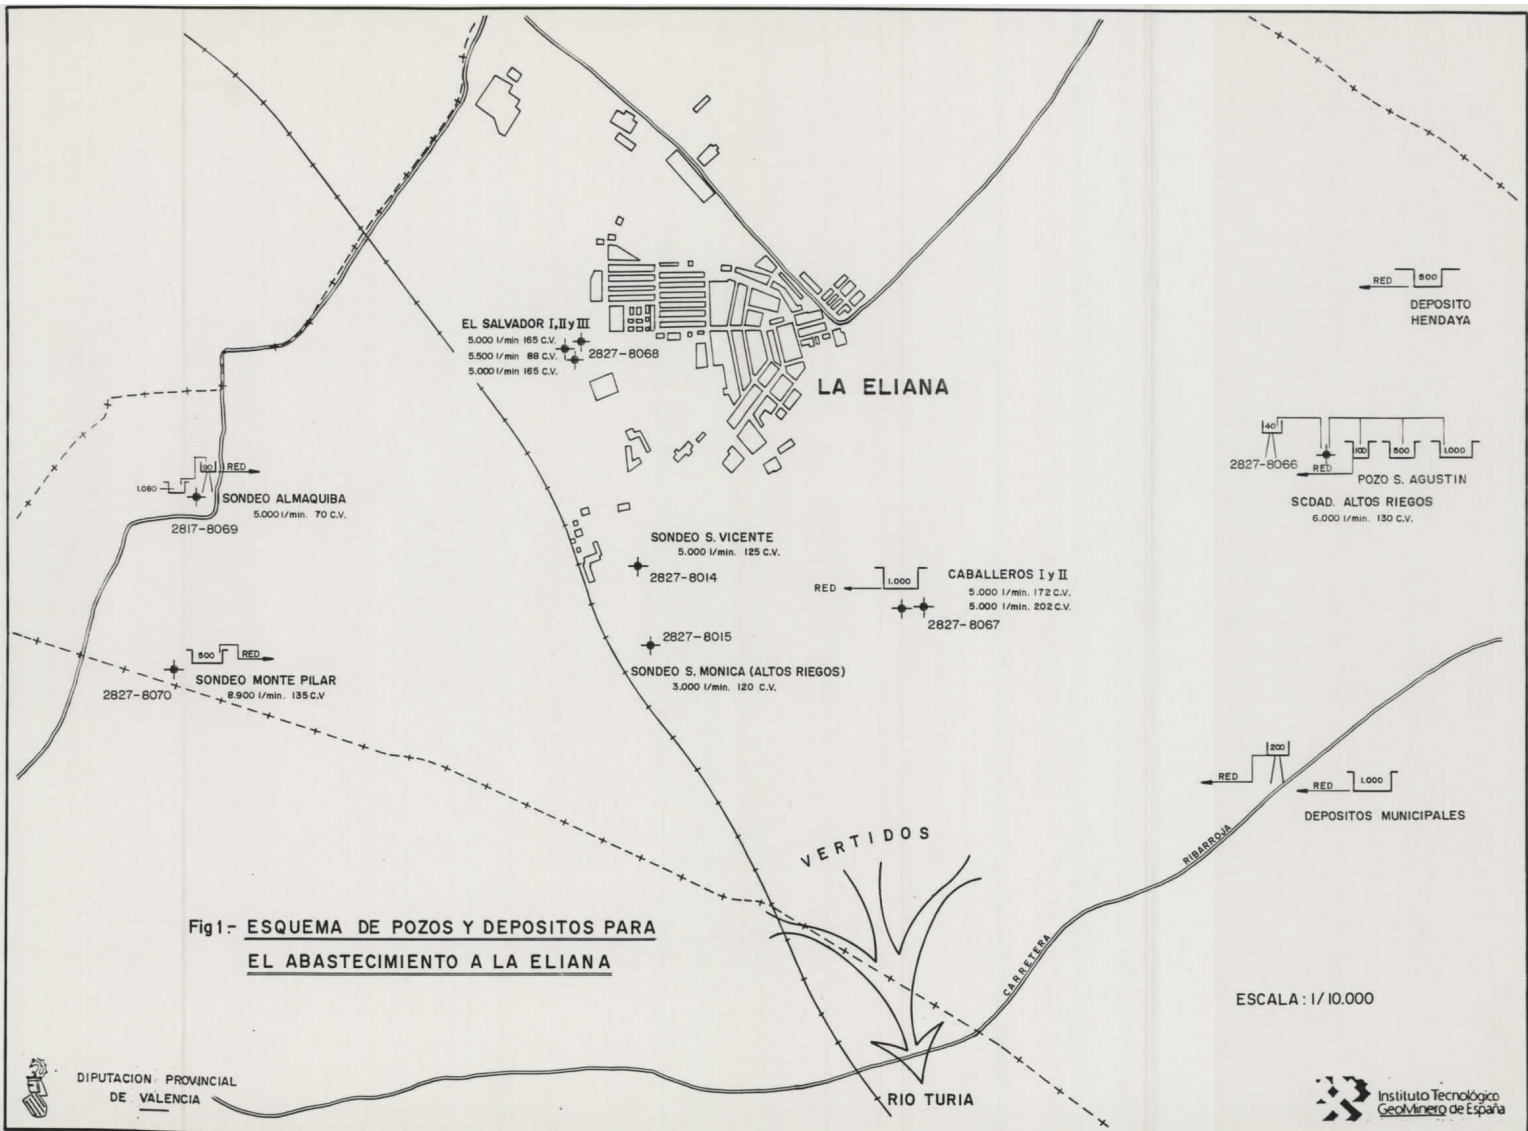 RED
500
DEPOSITO
HENDAYA
EL SALVADOR I,II y III
5.000 l/min 165 C.V.
5.500 l/min 88 C.V.
5.000 l/min 165 C.V.
2827-8068
LA ELIANA
40
2827-8066
RED
100
500
1.000
POZO S. AGUSTIN
SCDAD. ALTOS RIEGOS
6.000 l/min. 130 C.V.
1.080
90
RED
SONDEO ALMAQUIBA
5.000 l/min. 70 C.V.
2817-8069
SONDEO S. VICENTE
5.000 l/min. 125 C.V.
2827-8014
RED
1.000
CABALLEROS I y II
5.000 l/min. 172 C.V.
5.000 l/min. 202 C.V.
2827-8067
2827-8015
SONDEO S. MONICA (ALTOS RIEGOS)
3.000 l/min. 120 C.V.
500
RED
SONDEO MONTE PILAR
8.900 l/min. 135 C.V
2827-8070
200
RED
RED
1.000
DEPOSITOS MUNICIPALES
VERTIDOS
CARRETERA
RIBARROJA
Fig 1.- ESQUEMA DE POZOS Y DEPOSITOS PARA
EL ABASTECIMIENTO A LA ELIANA
ESCALA: 1/10.000
DIPUTACION PROVINCIAL
DE VALENCIA
RIO TURIA
Instituto Tecnológico
GeoMinero de España